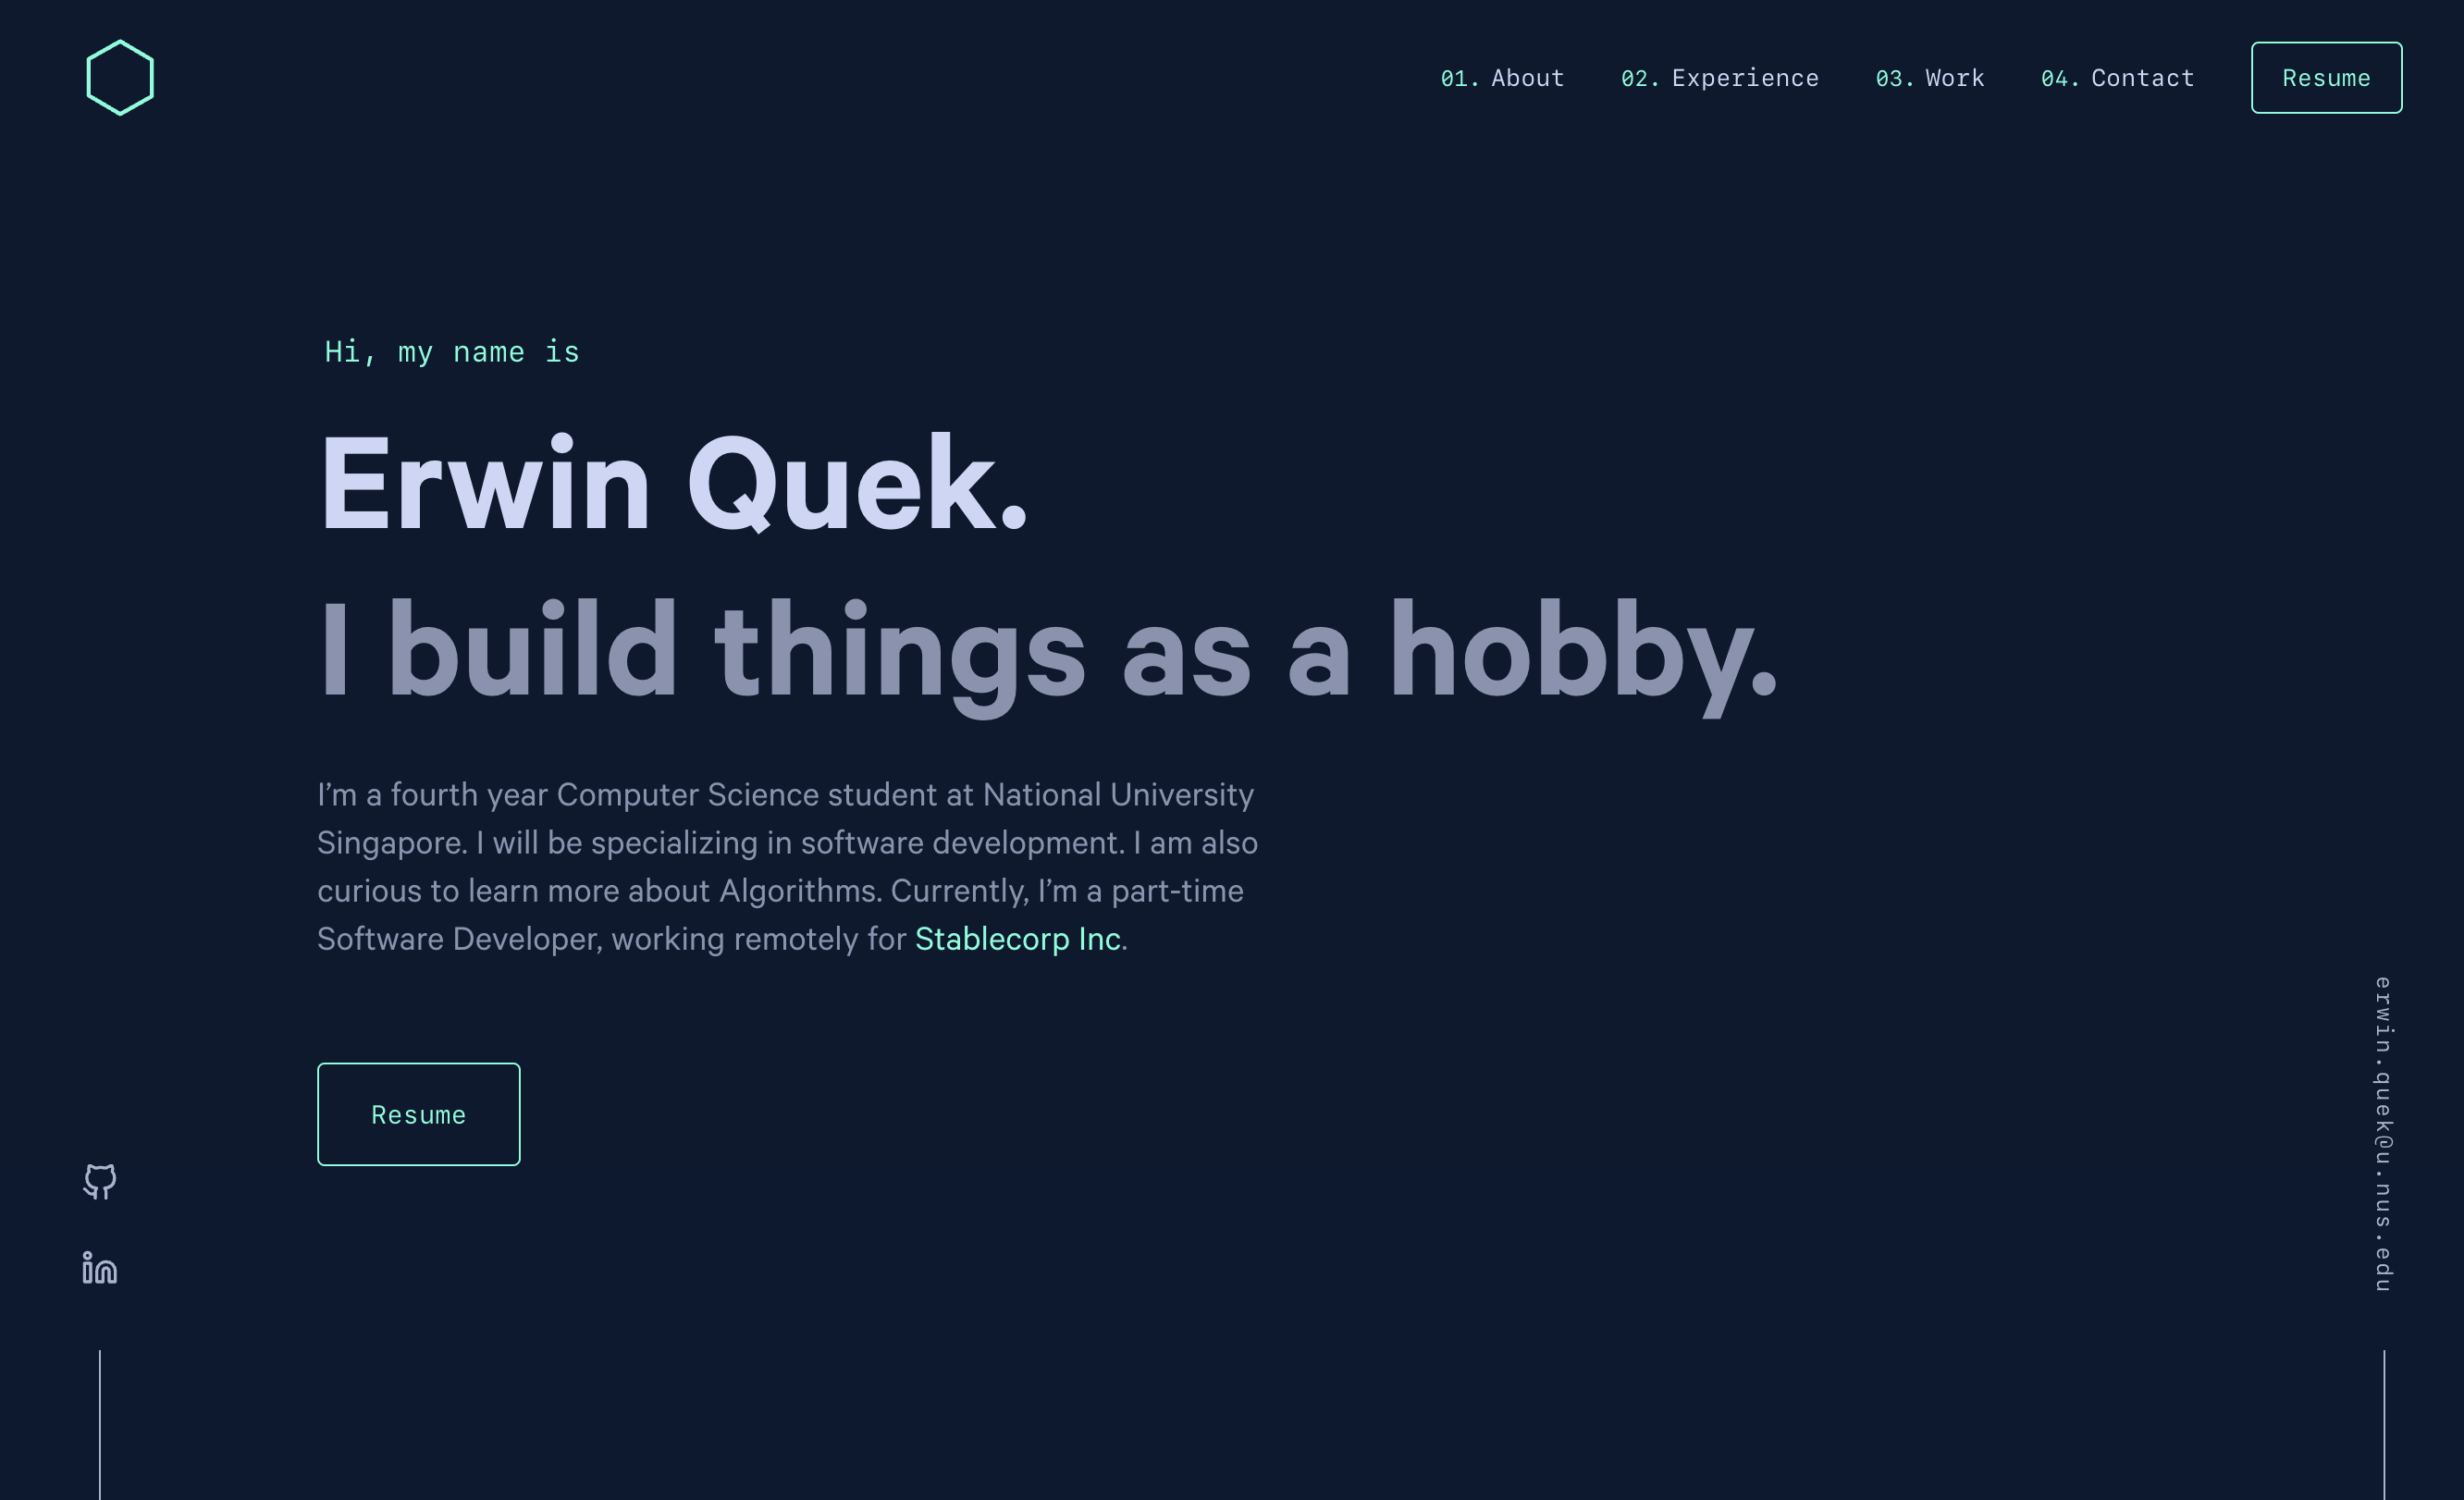 01. About 02. Experience 03. Work 04. Contact Resume
Hi, my name is
Erwin Quek.
I build things as a hobby.
I’m a fourth year Computer Science student at National University
Singapore. I will be specializing in software development. I am also
curious to learn more about Algorithms. Currently, I’m a part-time
Software Developer, working remotely for Stablecorp Inc.
Resume
in
erwin.quek@u.nus.edu